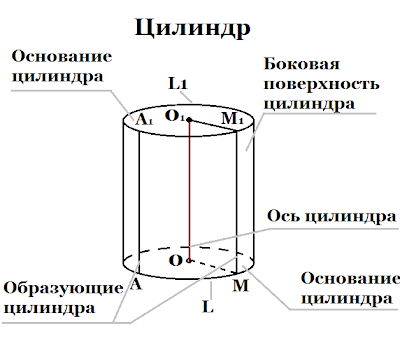 Цилиндр
Основание
цилиндра
L1
Боковая
поверхность
цилиндра
A1
O1
M1
Ось цилиндра
O
Образующие
цилиндра
A
L
M
Основание
цилиндра